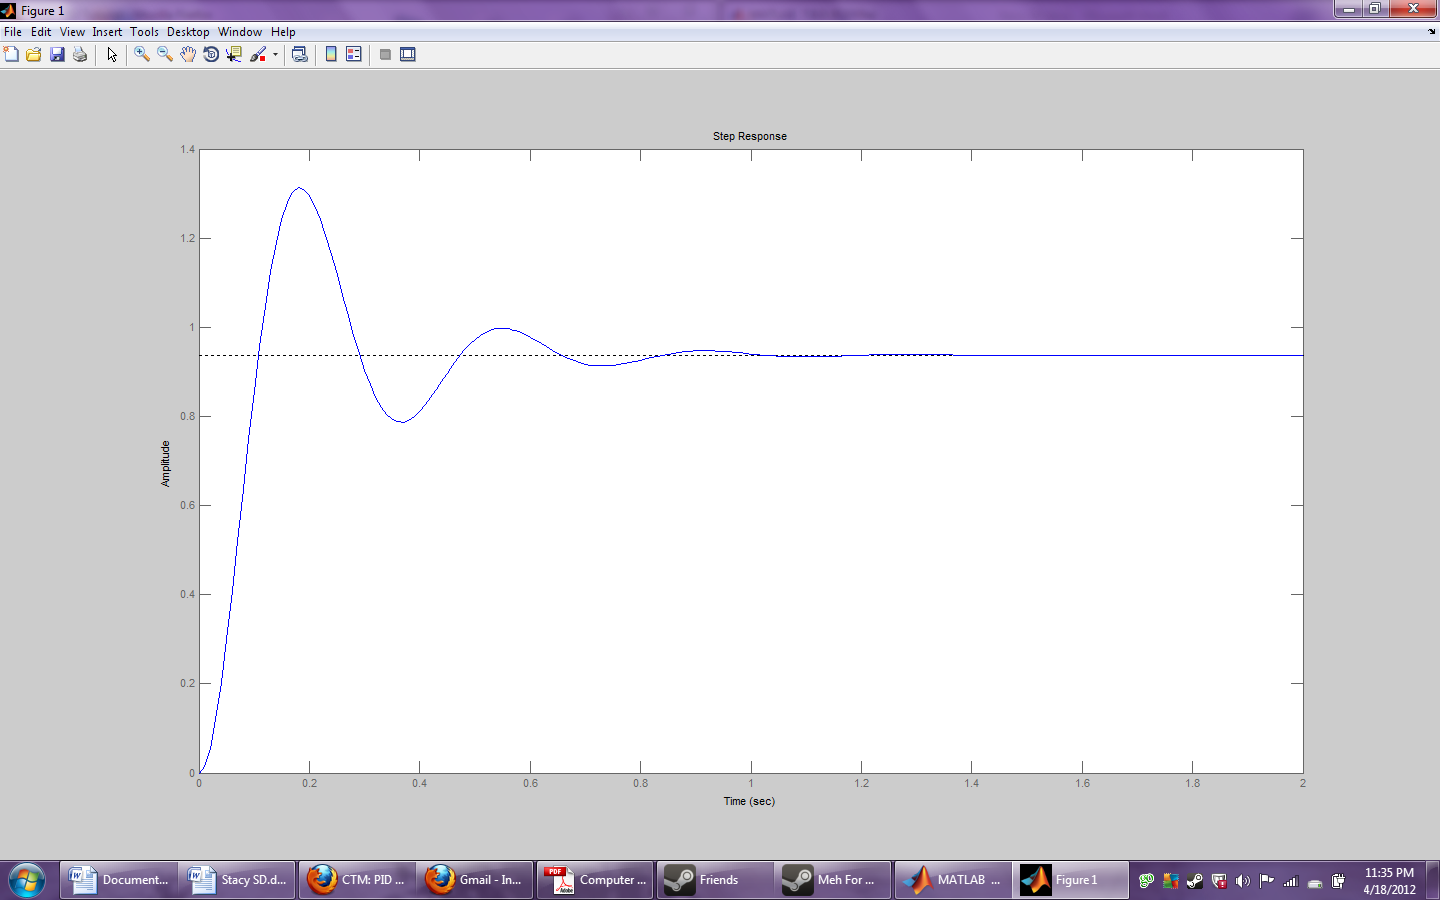 Figure 1
File Edit View Insert Tools Desktop Window Help
Step Response
1.4
1.2
1
0.8
0.6
0.4
0.2
0
Amplitude
0 0.2 0.4 0.6 0.8 1 1.2 1.4 1.6 1.8 2
Time (sec)
Document... Stacy SD.d... CTM: PID ... Gmail - In... PDF Adobe Computer ... Friends Meh For ... MATLAB ... Figure 1
11:35 PM
4/18/2012